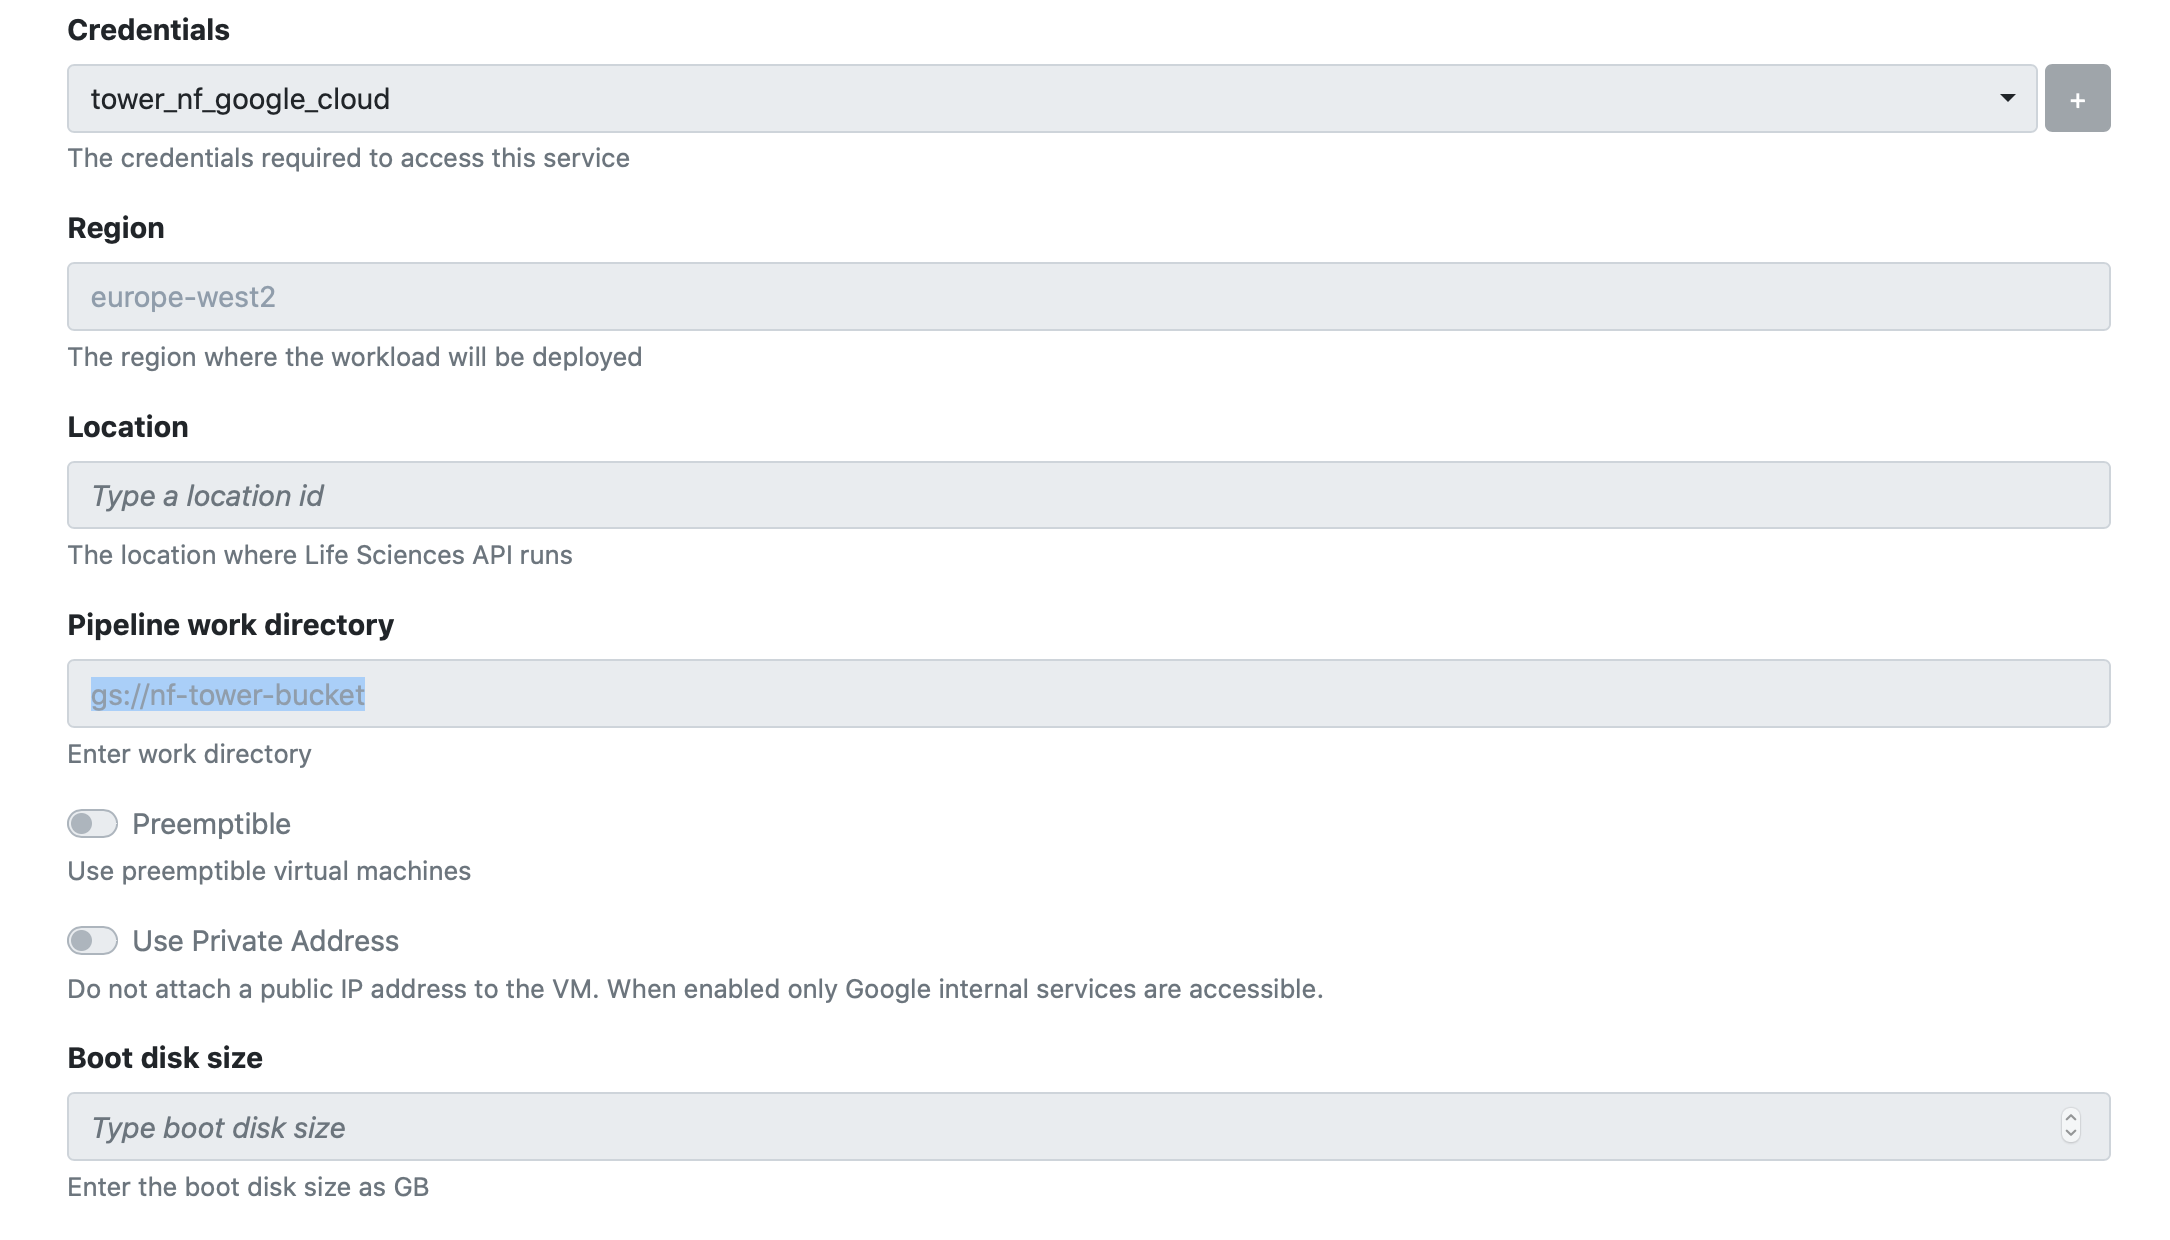 Credentials
tower_nf_google_cloud
+
The credentials required to access this service
Region
europe-west2
The region where the workload will be deployed
Location
Type a location id
The location where Life Sciences API runs
Pipeline work directory
gs://nf-tower-bucket
Enter work directory
Preemptible
Use preemptible virtual machines
Use Private Address
Do not attach a public IP address to the VM. When enabled only Google internal services are accessible.
Boot disk size
Type boot disk size
Enter the boot disk size as GB